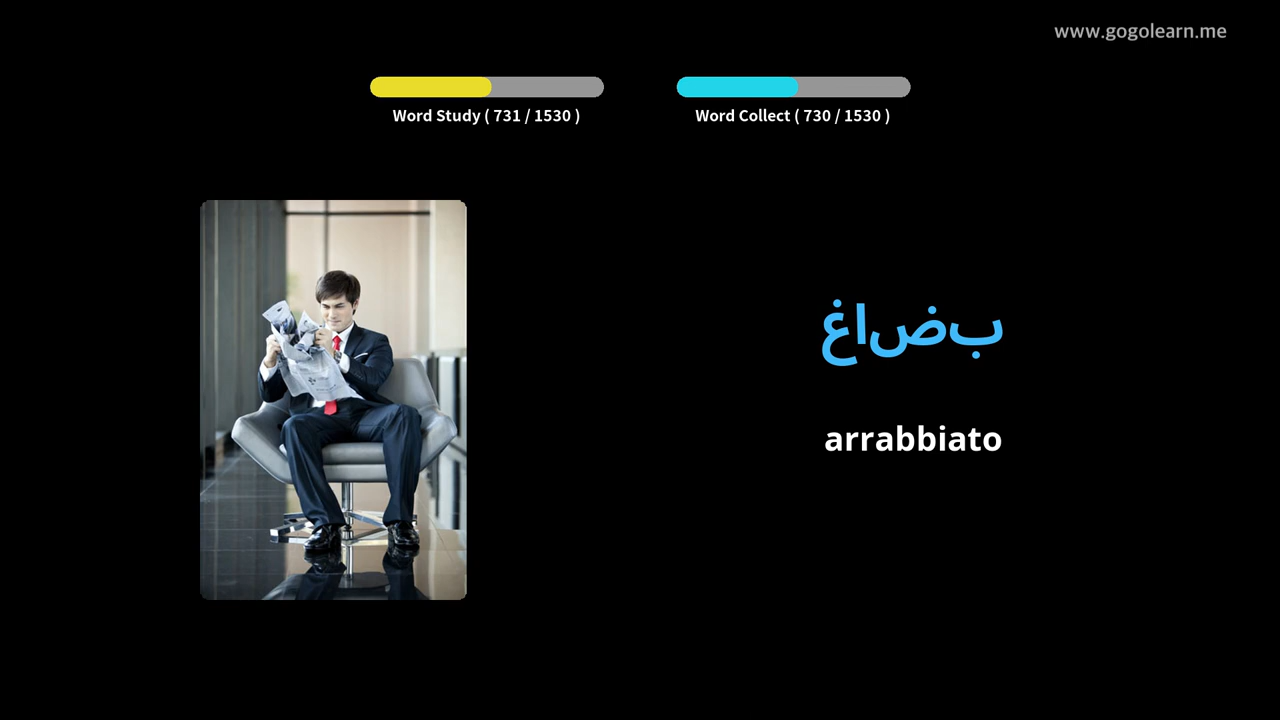 www.gogolearn.me
Word Study ( 731 / 1530 )
Word Collect ( 730 / 1530 )
غاضب
arrabbiato